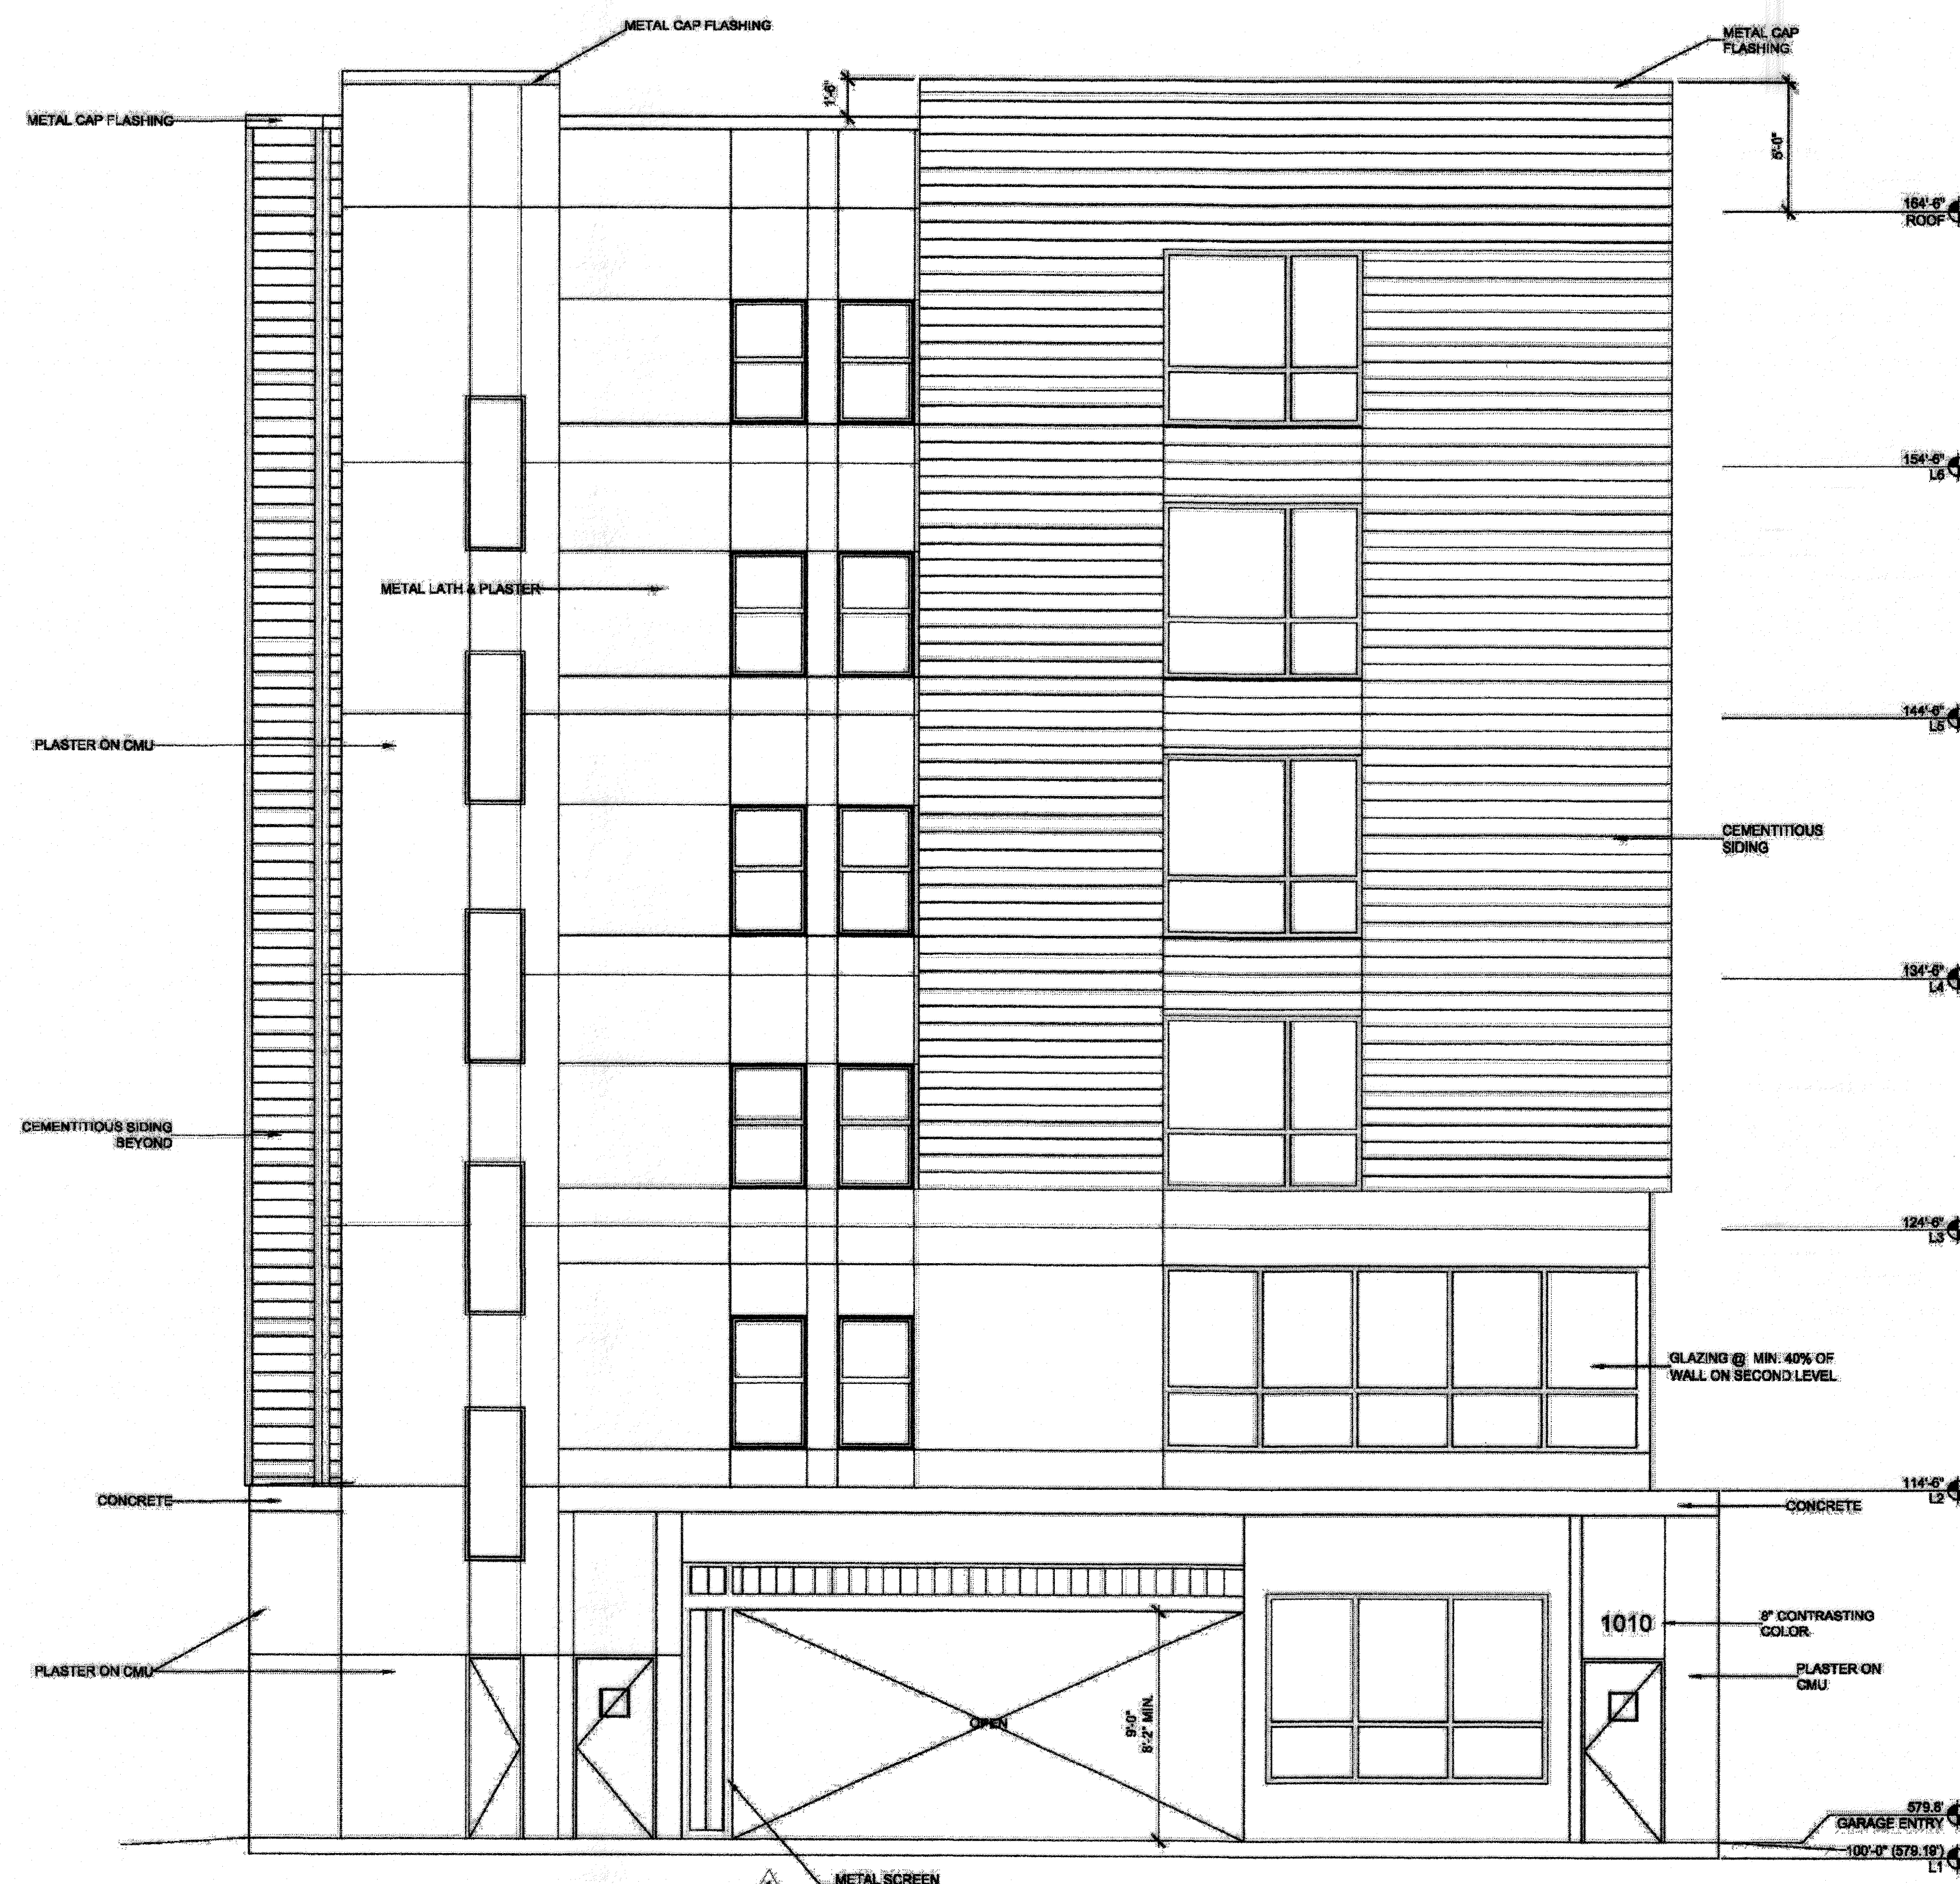 METAL CAP FLASHING
METAL CAP
FLASHING
METAL CAP FLASHING
1'-6"
5'-0"
164'-6"
ROOF
154'-6"
L6
METAL LATH & PLASTER
144'-6"
L5
PLASTER ON CMU
CEMENTITIOUS
SIDING
134'-6"
L4
CEMENTITIOUS SIDING
BEYOND
124'-6"
L3
GLAZING @ MIN. 40% OF
WALL ON SECOND LEVEL
114'-6"
L2
CONCRETE
CONCRETE
1010
8" CONTRASTING
COLOR
PLASTER ON CMU
PLASTER ON
CMU
OPEN
9'-0"
8'-2" MIN.
579.8'
GARAGE ENTRY
100'-0" (579.19')
L1
METAL SCREEN